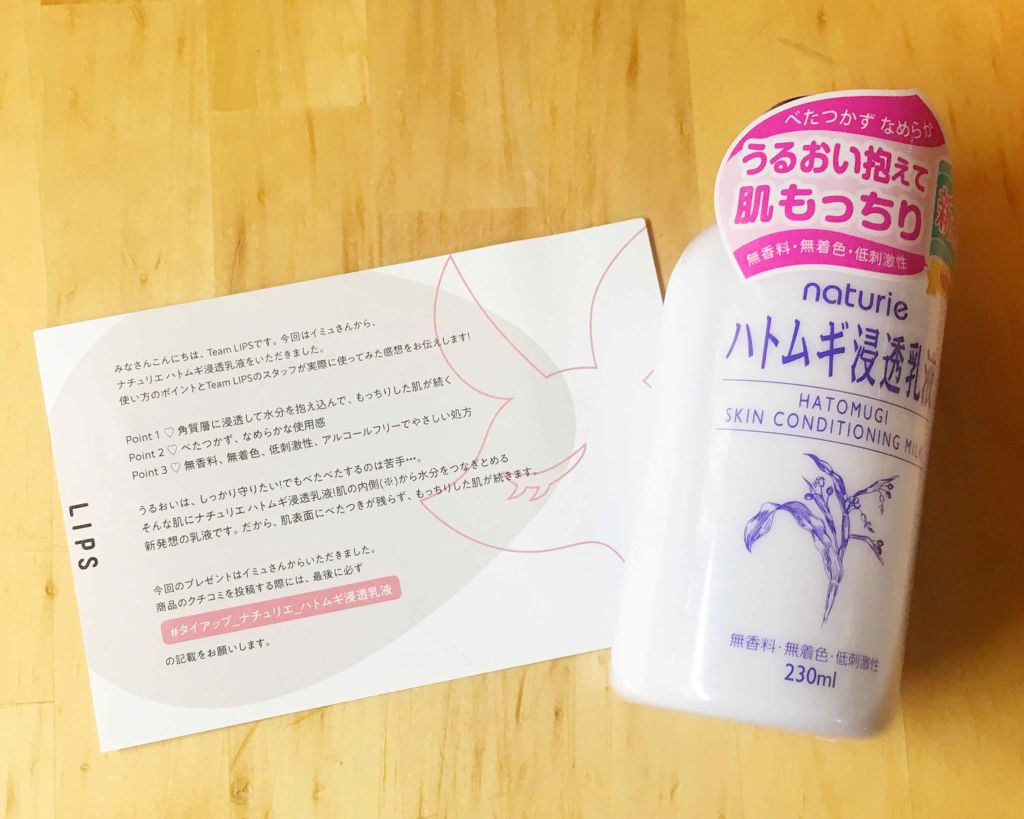 みなさんこんにちは、Team LIPSです。今回はイミュさんから、
ナチュリエ ハトムギ浸透乳液をいただきました。
使い方のポイントとTeam LIPSのスタッフが実際に使ってみた感想をお伝えします!
Point 1 ♡ 角質層に浸透して水分を抱え込んで、もっちりした肌が続く
Point 2 ♡ べたつかず、なめらかな使用感
Point 3 ♡ 無香料、無着色、低刺激性、アルコールフリーでやさしい処方
うるおいは、しっかり守りたい!でもべたべたするのは苦手…。
そんな肌にナチュリエ ハトムギ浸透乳液!肌の内側(※)から水分をつなぎとめる
新発想の乳液です。だから、肌表面にべたつきが残らず、もっちりした肌が続きます。
今回のプレゼントはイミュさんからいただきました。
商品のクチコミを投稿する際には、最後に必ず
#タイアップ_ナチュリエ_ハトムギ浸透乳液
の記載をお願いします。
LIPS
べたつかず なめらか
うるおい抱えて
肌もっちり
無香料・無着色・低刺激性
新
naturie
ハトムギ浸透乳液
HATOMUGI
SKIN CONDITIONING MILK
無香料・無着色・低刺激性
230ml